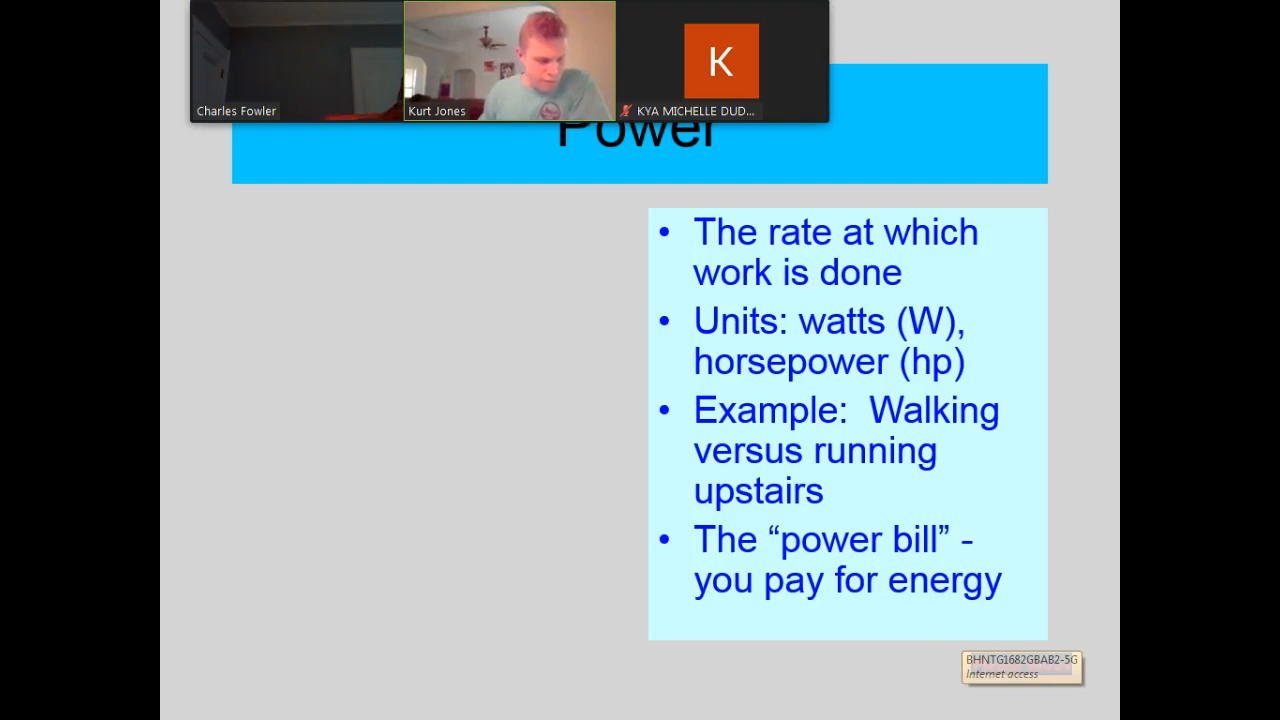 K
Charles Fowler
Kurt Jones
KYA MICHELLE DUD...
Power
• The rate at which
work is done
• Units: watts (W),
horsepower (hp)
• Example: Walking
versus running
upstairs
• The “power bill” -
you pay for energy
BHNTG1682GBAB2-5G
Internet access